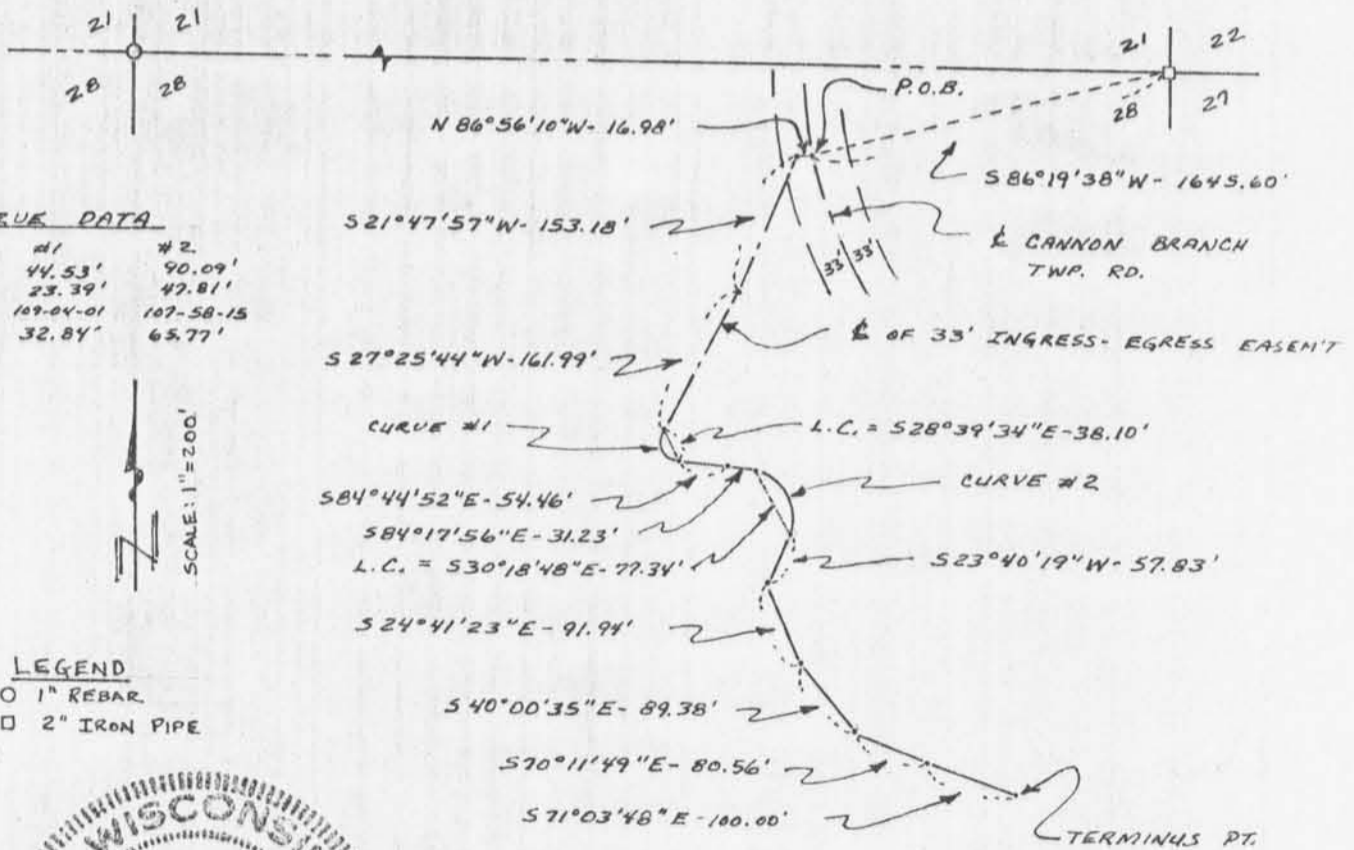 21 21
28 28
21 22
28 27
P.O.B.
N 86°56'10"W- 16.98'
S86°19'38"W - 1645.60'
S21°47'57"W- 153.18'
℄ CANNON BRANCH
TWP. RD.
33' 33'
DATA
#1 #2
44.53' 90.09'
23.39' 47.81'
109-04-01 107-58-15
32.84' 65.77'
℄ OF 33' INGRESS- EGRESS EASEM'T
S 27°25'44"W-161.99'
CURVE #1
L.C. = S28°39'34"E-38.10'
SCALE: 1"=200'
CURVE #2
S84°44'52"E-54.46'
S84°17'56"E-31.23'
L.C. = S30°18'48"E-77.34'
S23°40'19"W- 57.83'
S 24°41'23"E-91.94'
LEGEND
O 1" REBAR
□ 2" IRON PIPE
S 40°00'35"E- 89.38'
S70°11'49"E- 80.56'
S71°03'48"E -100.00'
TERMINUS PT.
WISCONS